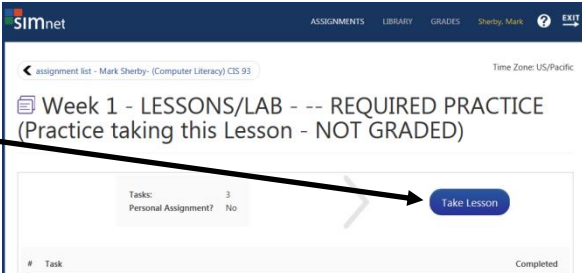 SIMnet ASSIGNMENTS LIBRARY GRADES Sherby, Mark ? EXIT
assignment list - Mark Sherby- (Computer Literacy) CIS 93 Time Zone: US/Pacific
Week 1 - LESSONS/LAB - -- REQUIRED PRACTICE
(Practice taking this Lesson - NOT GRADED)
Tasks: 3
Personal Assignment? No
Take Lesson
# Task Completed